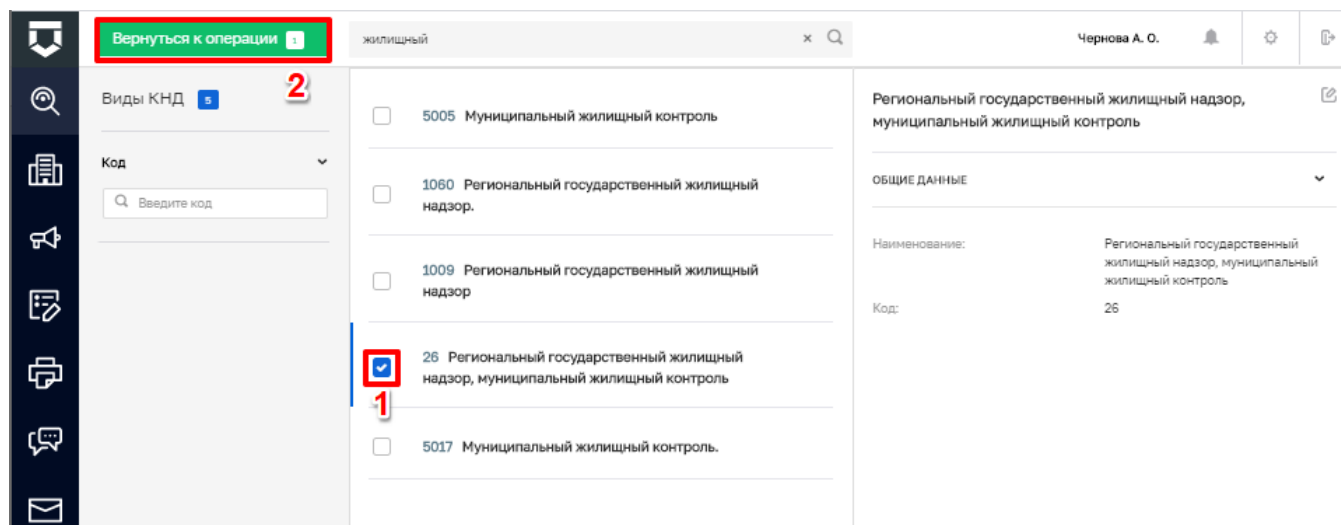 Вернуться к операции 1
жилищный
Чернова А. О.
2
Виды КНД 5
Код
Введите код
5005 Муниципальный жилищный контроль
1060 Региональный государственный жилищный
надзор.
1009 Региональный государственный жилищный
надзор
26 Региональный государственный жилищный
надзор, муниципальный жилищный контроль
1
5017 Муниципальный жилищный контроль.
Региональный государственный жилищный надзор,
муниципальный жилищный контроль
ОБЩИЕ ДАННЫЕ
Наименование:
Региональный государственный
жилищный надзор, муниципальный
жилищный контроль
Код:
26